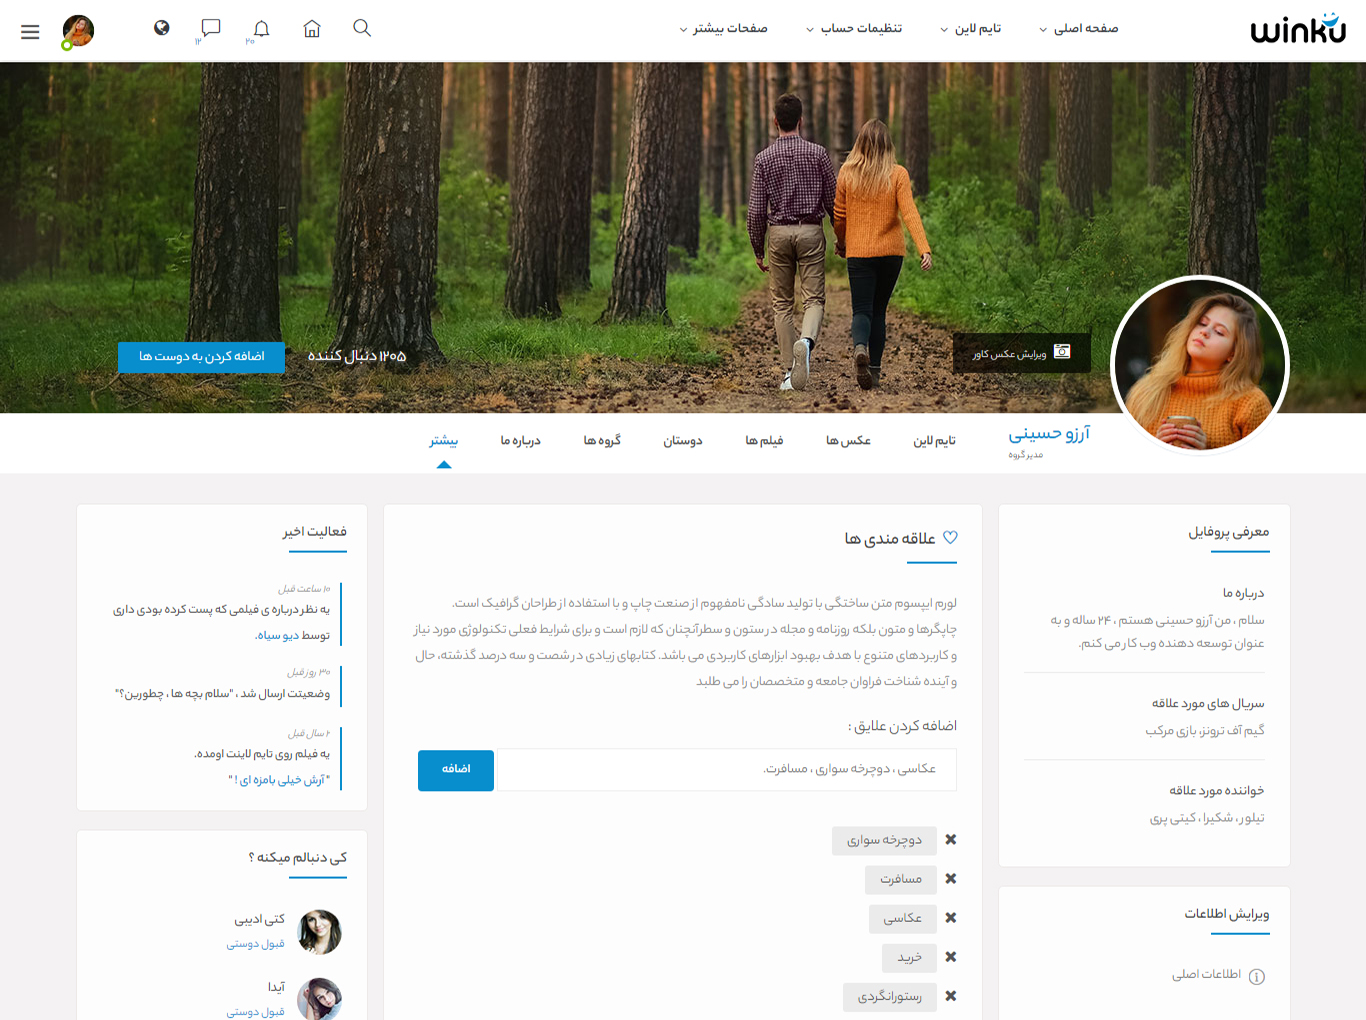 winku
صفحه اصلی
تایم لاین
تنظیمات حساب
صفحات بیشتر
۲۰
۱۲
ویرایش عکس کاور
۱۲۰۵ دنبال کننده
اضافه کردن به دوست ها
آرزو حسینی
مدیر گروه
تایم لاین
عکس ها
فیلم ها
دوستان
گروه ها
درباره ما
بیشتر
معرفی پروفایل
درباره ما
سلام ، من آرزو حسینی هستم ، ۲۴ ساله و به
عنوان توسعه دهنده وب کار می کنم.
سریال های مورد علاقه
گیم آف ترونز، بازی مرکب
خواننده مورد علاقه
تیلور ، شکیرا ، کیتی پری
ویرایش اطلاعات
اطلاعات اصلی
علاقه مندی ها
لورم ایپسوم متن ساختگی با تولید سادگی نامفهوم از صنعت چاپ و با استفاده از طراحان گرافیک است.
چاپگرها و متون بلکه روزنامه و مجله در ستون و سطرآنچنان که لازم است و برای شرایط فعلی تکنولوژی مورد نیاز
و کاربردهای متنوع با هدف بهبود ابزارهای کاربردی می باشد. کتابهای زیادی در شصت و سه درصد گذشته، حال
و آینده شناخت فراوان جامعه و متخصصان را می طلبد
اضافه کردن علایق :
عکاسی ، دوچرخه سواری ، مسافرت.
اضافه
دوچرخه سواری
مسافرت
عکاسی
خرید
رستورانگردی
فعالیت اخیر
۱۰ ساعت قبل
یه نظر درباره ی فیلمی که پست کرده بودی داری
توسط دیو سیاه.
۳۰ روز قبل
وضعیتت ارسال شد ، "سلام بچه ها ، چطورین؟"
۲ سال قبل
یه فیلم روی تایم لاینت اومده.
" آرش خیلی بامزه ای ! "
کی دنبالم میکنه ؟
کتی ادیبی
قبول دوستی
آیدا
قبول دوستی